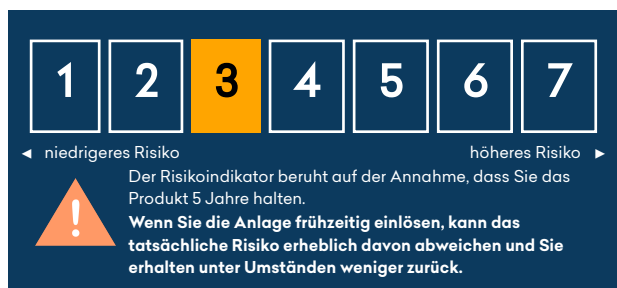 1 2 3 4 5 6 7
◄ niedrigeres Risiko höheres Risiko ►
Der Risikoindikator beruht auf der Annahme, dass Sie das
Produkt 5 Jahre halten.
Wenn Sie die Anlage frühzeitig einlösen, kann das
tatsächliche Risiko erheblich davon abweichen und Sie
erhalten unter Umständen weniger zurück.
!